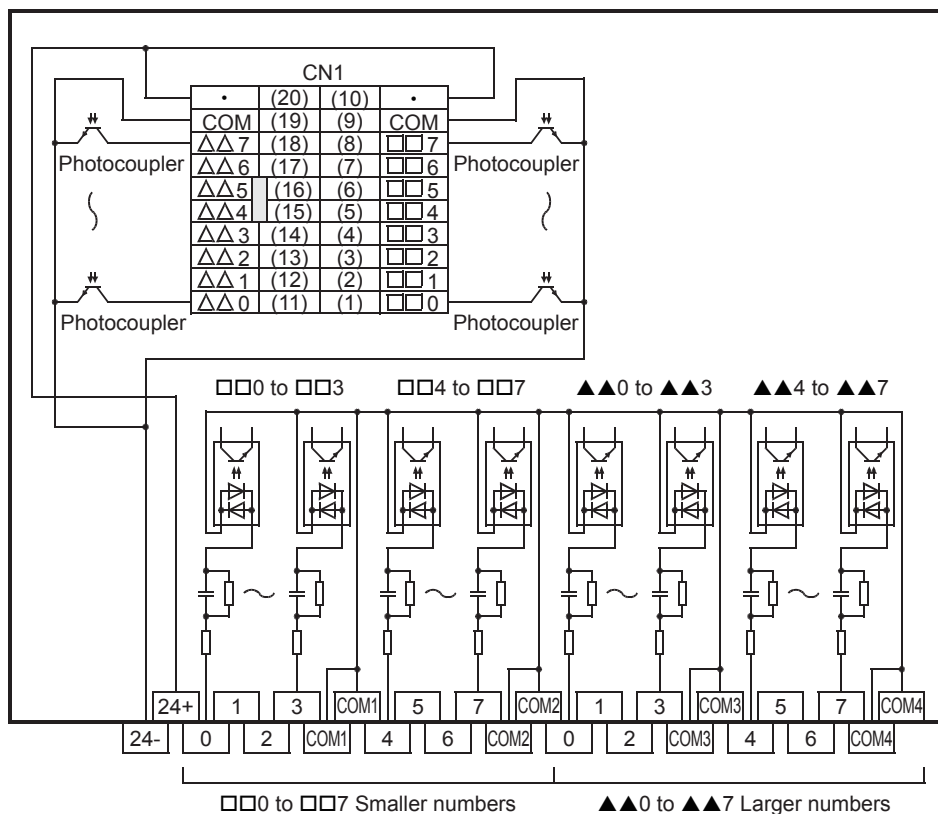 CN1
• (20) (10) •
COM (19) (9) COM
△△7 (18) (8) □□7
△△6 (17) (7) □□6
△△5 (16) (6) □□5
△△4 (15) (5) □□4
△△3 (14) (4) □□3
△△2 (13) (3) □□2
△△1 (12) (2) □□1
△△0 (11) (1) □□0
Photocoupler Photocoupler
Photocoupler Photocoupler
□□0 to □□3 □□4 to □□7 ▲▲0 to ▲▲3 ▲▲4 to ▲▲7
24+ 1 3 COM1 5 7 COM2 1 3 COM3 5 7 COM4
24- 0 2 COM1 4 6 COM2 0 2 COM3 4 6 COM4
□□0 to □□7 Smaller numbers ▲▲0 to ▲▲7 Larger numbers